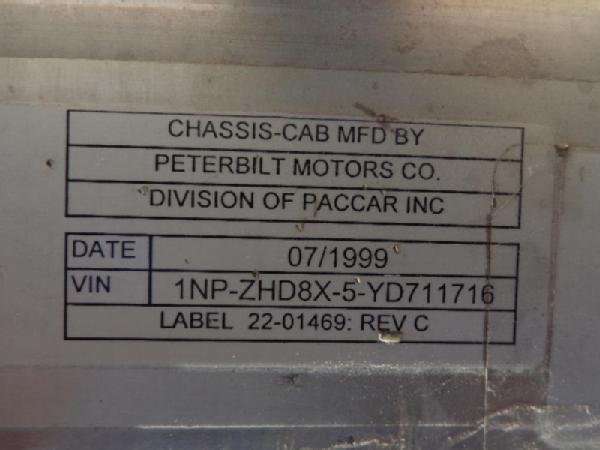 CHASSIS-CAB MFD BY
PETERBILT MOTORS CO.
DIVISION OF PACCAR INC
DATE 07/1999
VIN 1NP-ZHD8X-5-YD711716
LABEL 22-01469: REV C